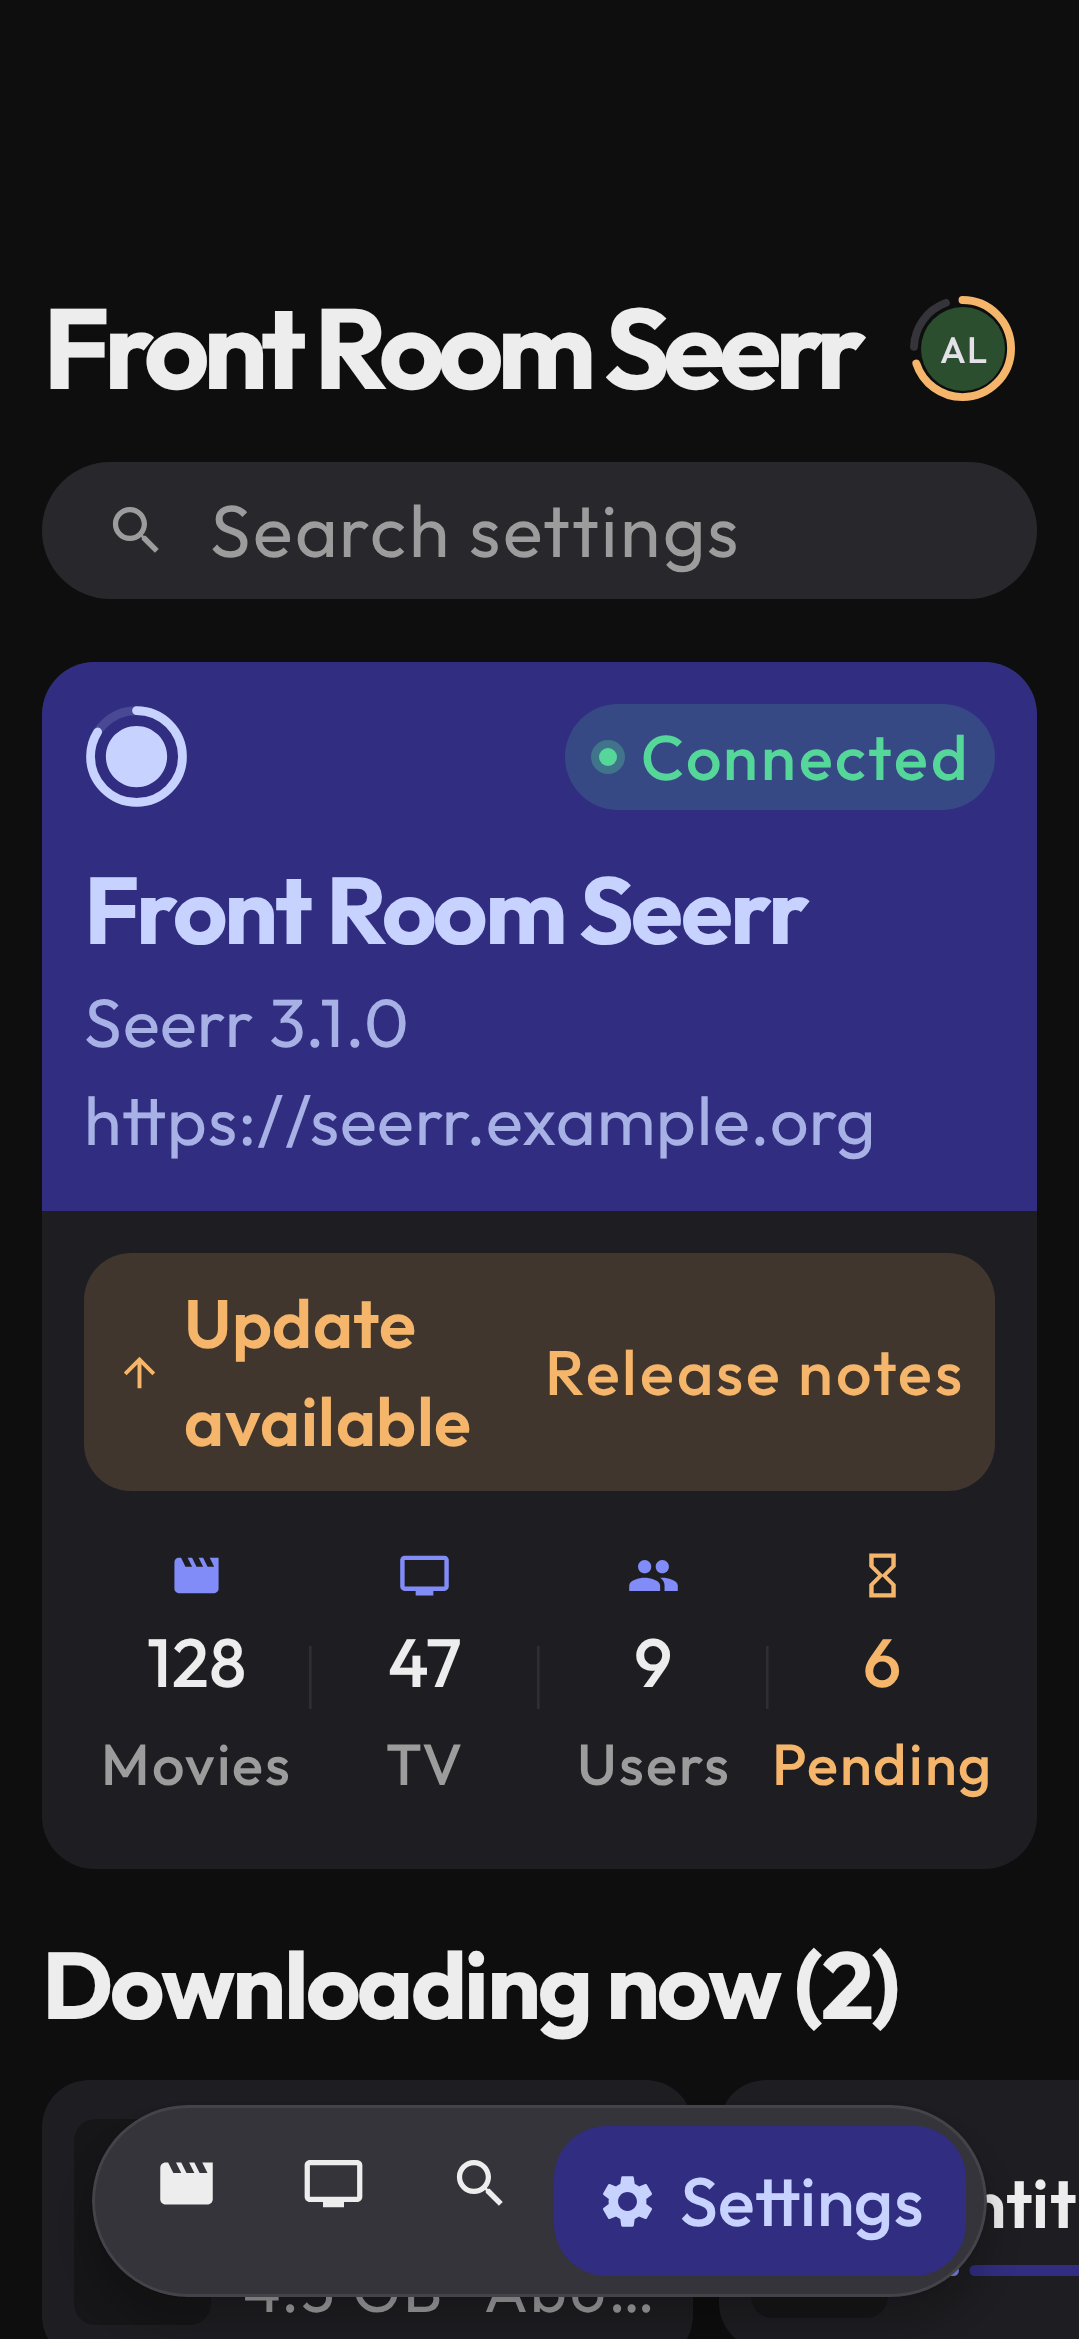 Front Room Seerr
AL
Search settings
Connected
Front Room Seerr
Seerr 3.1.0
https://seerr.example.org
Update
available
Release notes
128
47
9
6
Movies
TV
Users
Pending
Downloading now (2)
Settings